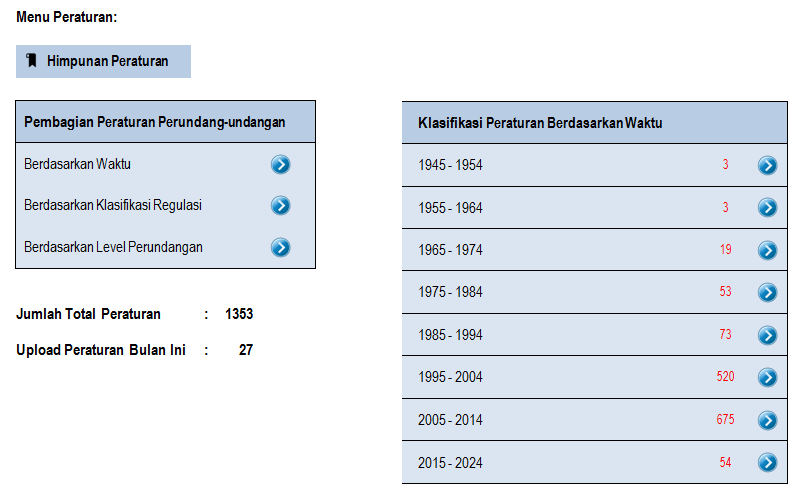 Menu Peraturan:
Himpunan Peraturan
Pembagian Peraturan Perundang-undangan
Berdasarkan Waktu
Berdasarkan Klasifikasi Regulasi
Berdasarkan Level Perundangan
Jumlah Total Peraturan : 1353
Upload Peraturan Bulan Ini : 27
Klasifikasi Peraturan Berdasarkan Waktu
1945 - 1954 3
1955 - 1964 3
1965 - 1974 19
1975 - 1984 53
1985 - 1994 73
1995 - 2004 520
2005 - 2014 675
2015 - 2024 54